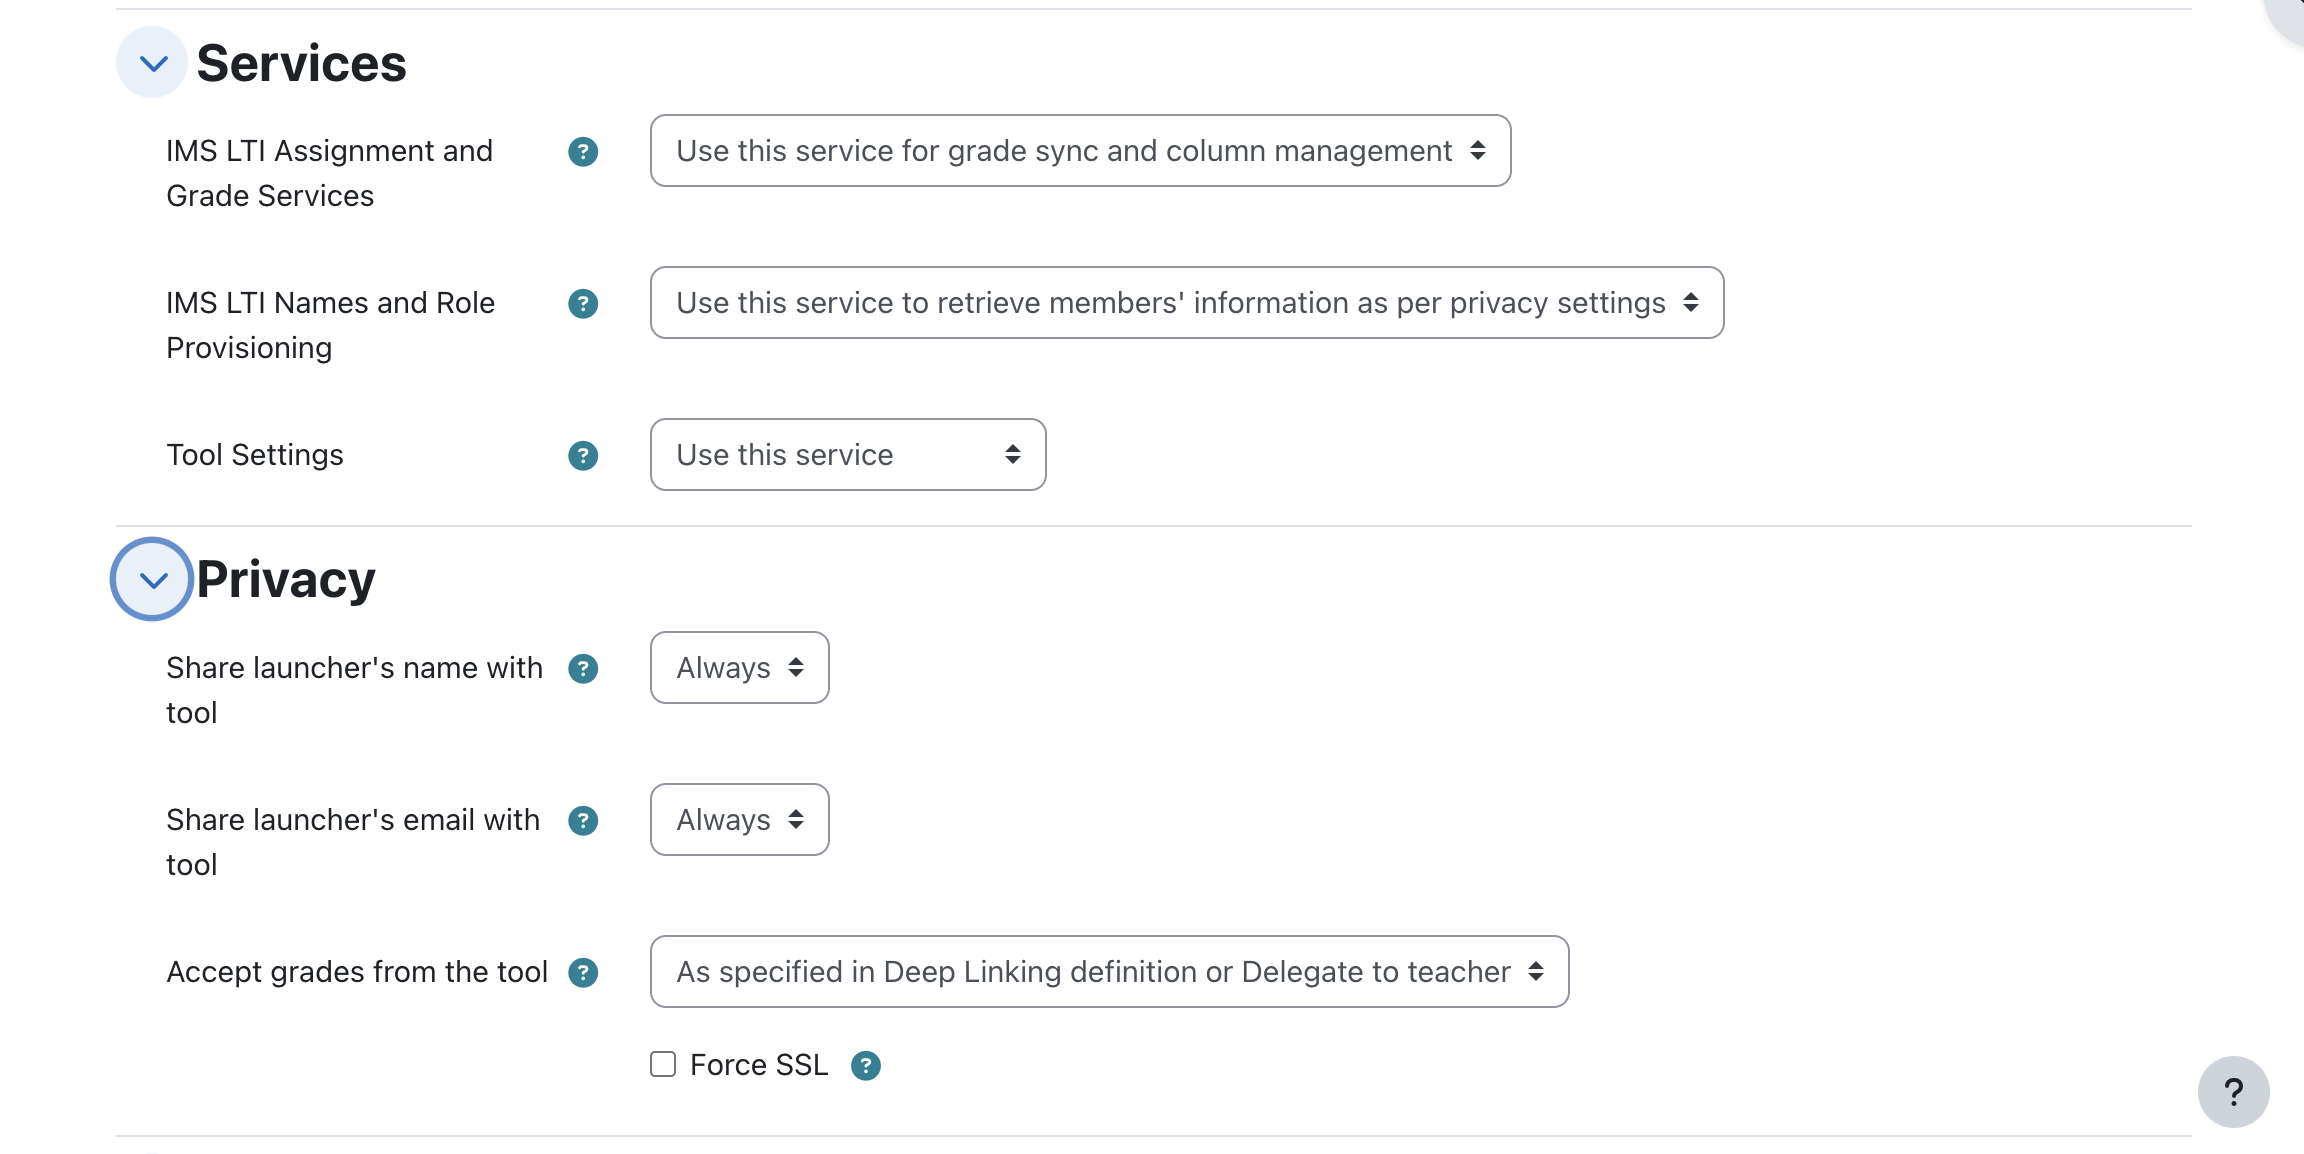 Services
IMS LTI Assignment and
Grade Services
?
Use this service for grade sync and column management
IMS LTI Names and Role
Provisioning
?
Use this service to retrieve members' information as per privacy settings
Tool Settings
?
Use this service
Privacy
Share launcher's name with
tool
?
Always
Share launcher's email with
tool
?
Always
Accept grades from the tool
?
As specified in Deep Linking definition or Delegate to teacher
Force SSL
?
?